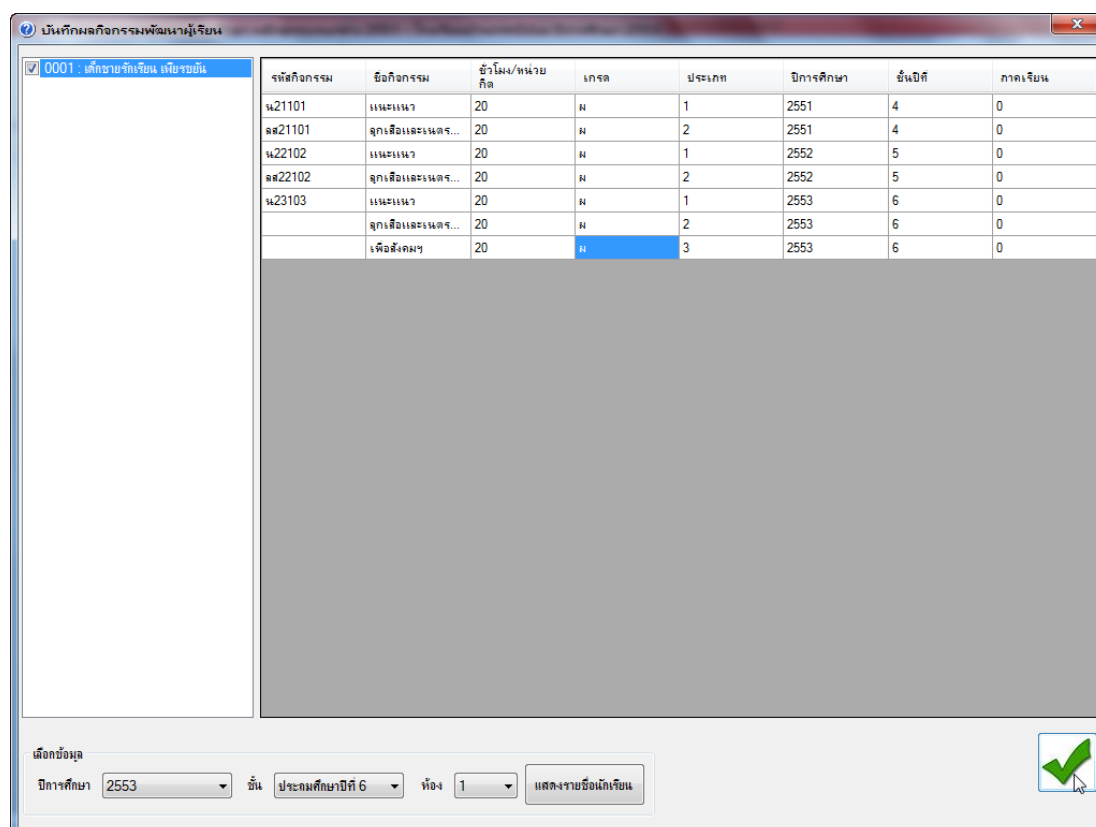 บันทึกผลกิจกรรมพัฒนาผู้เรียน
0001 : เด็กชายรักเรียน เพียรขยัน
รหัสกิจกรรม ชื่อกิจกรรม ชั่วโมง/หน่วยกิต เกรด ประเภท ปีการศึกษา ชั้นปีที่ ภาคเรียน
น21101 แนะแนว 20 ผ 1 2551 4 0
ลส21101 ลูกเสือและเนตร... 20 ผ 2 2551 4 0
น22102 แนะแนว 20 ผ 1 2552 5 0
ลส22102 ลูกเสือและเนตร... 20 ผ 2 2552 5 0
น23103 แนะแนว 20 ผ 1 2553 6 0
ลูกเสือและเนตร... 20 ผ 2 2553 6 0
เพื่อสังคมฯ 20 ผ 3 2553 6 0
เลือกข้อมูล
ปีการศึกษา 2553 ชั้น ประถมศึกษาปีที่ 6 ห้อง 1 แสดงรายชื่อนักเรียน